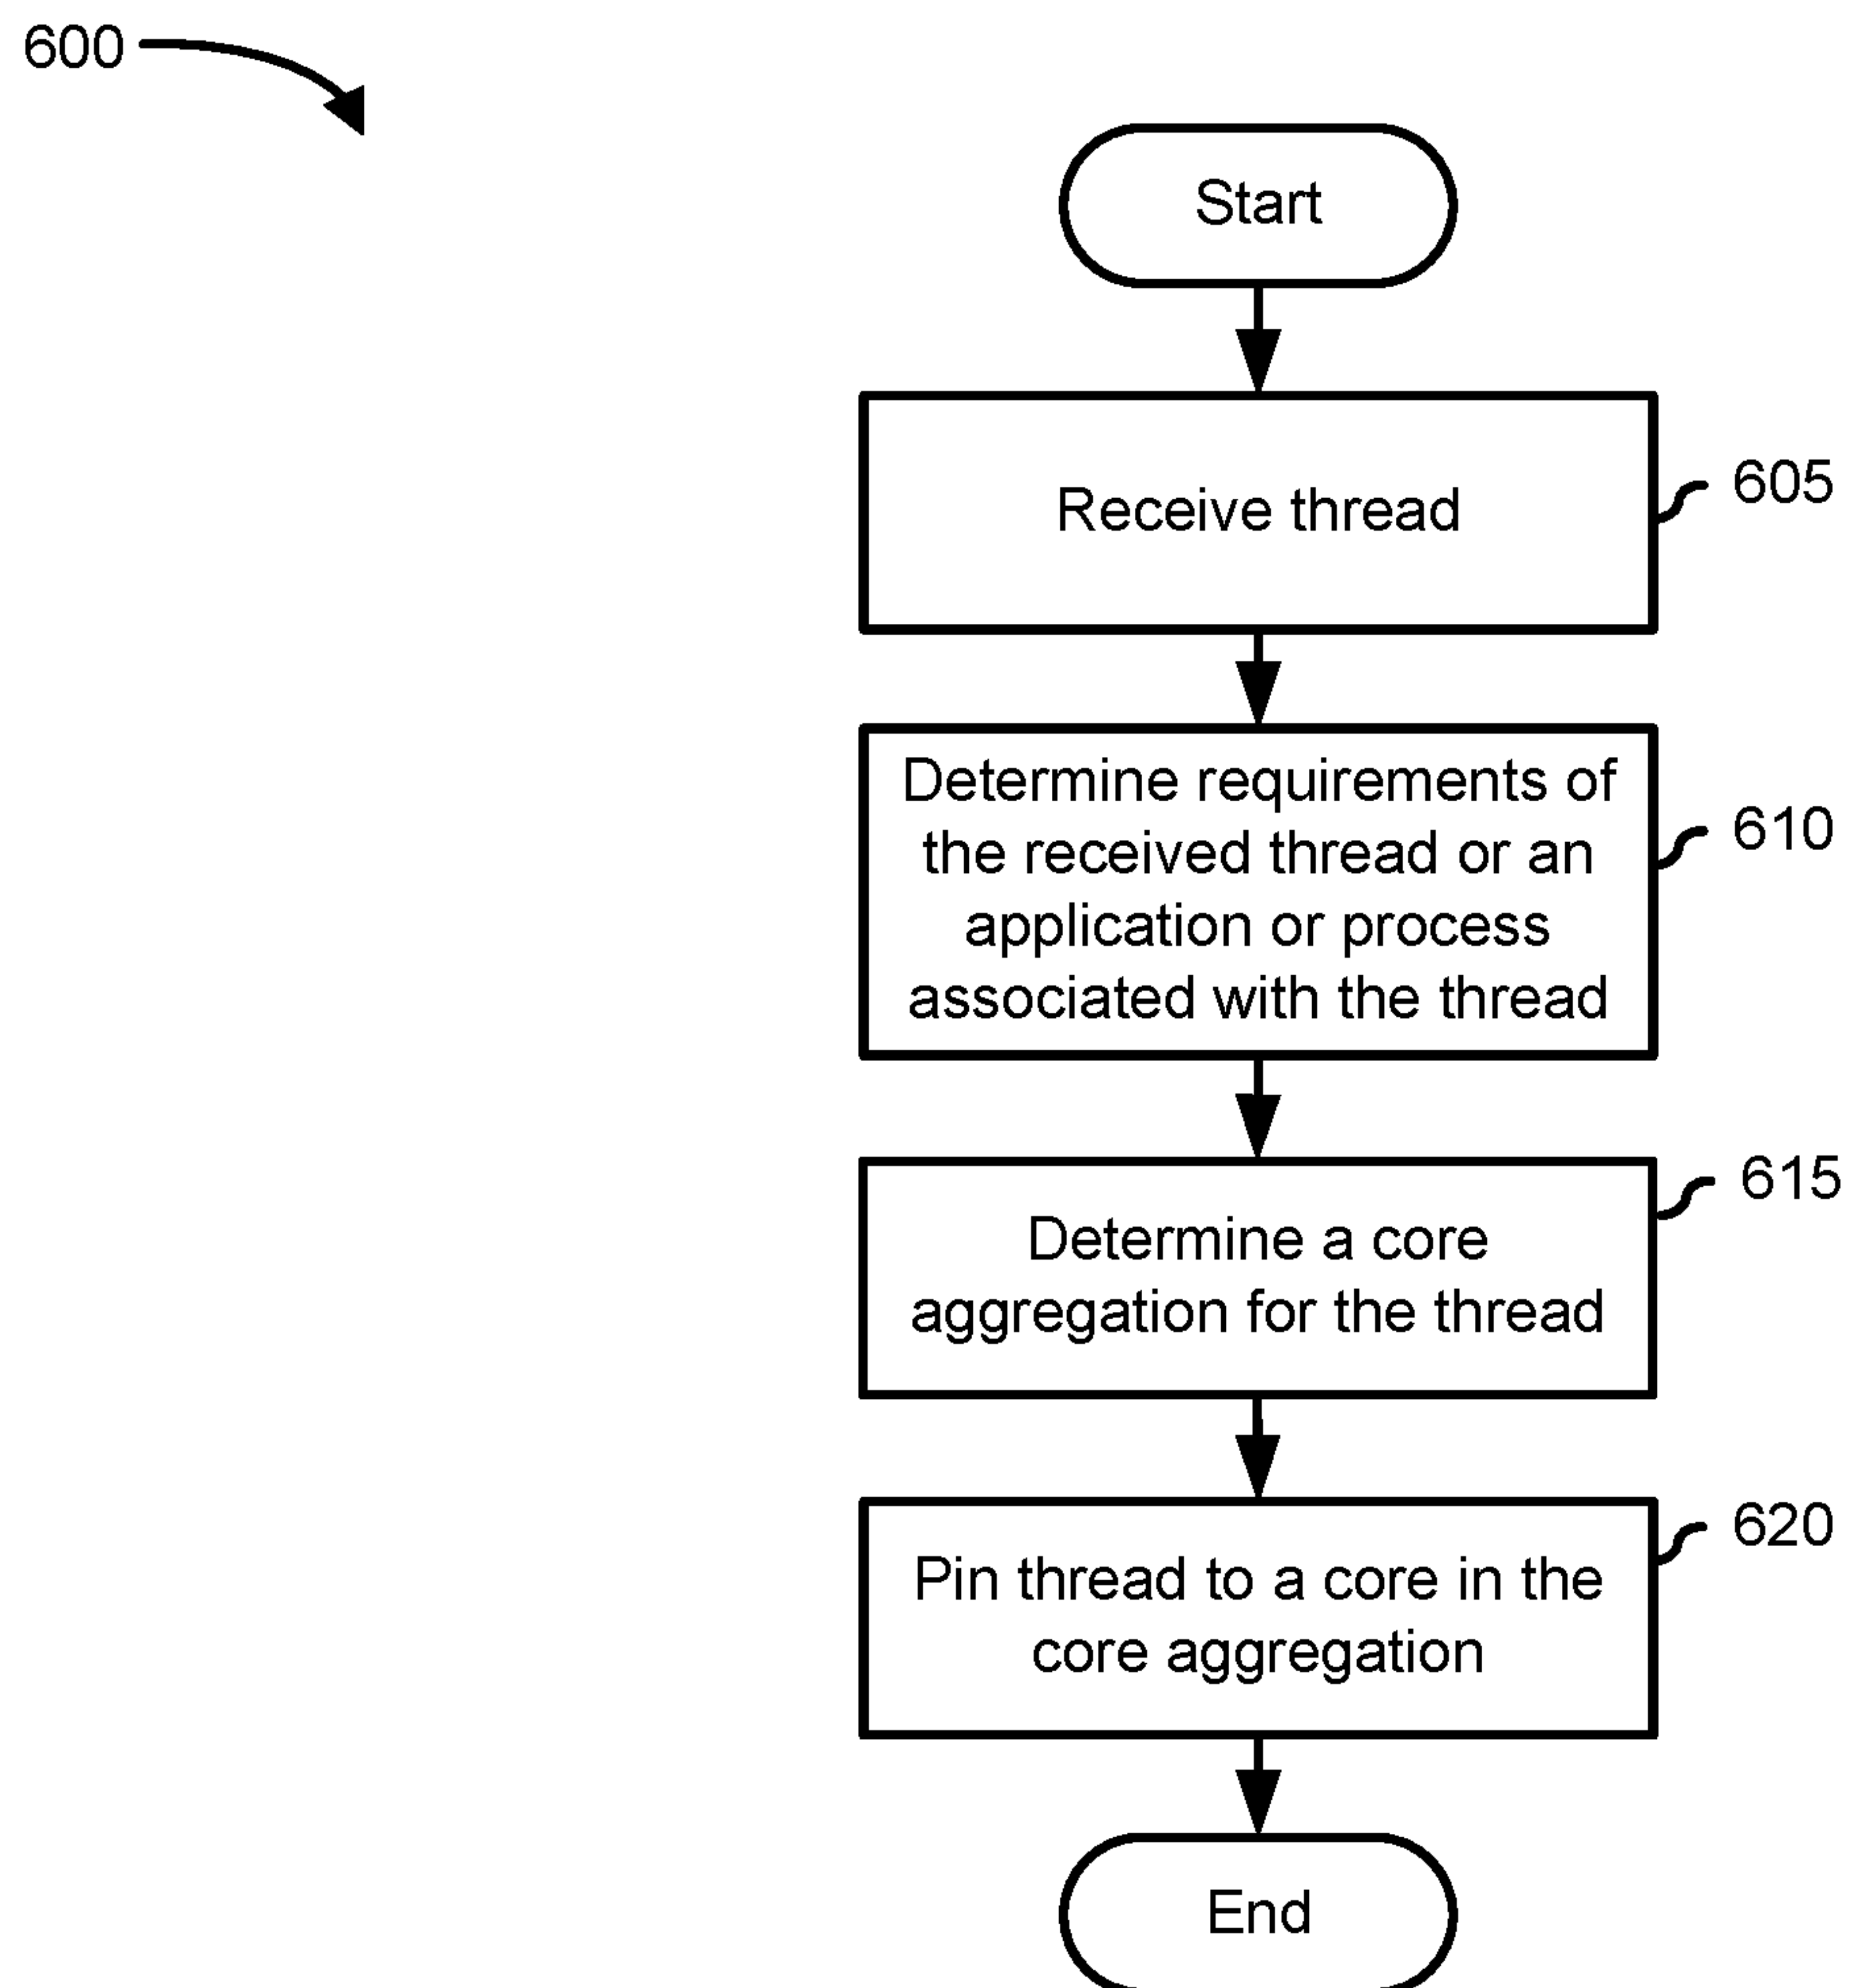 600
Start
Receive thread
605
Determine requirements of
the received thread or an
application or process
associated with the thread
610
Determine a core
aggregation for the thread
615
Pin thread to a core in the
core aggregation
620
End